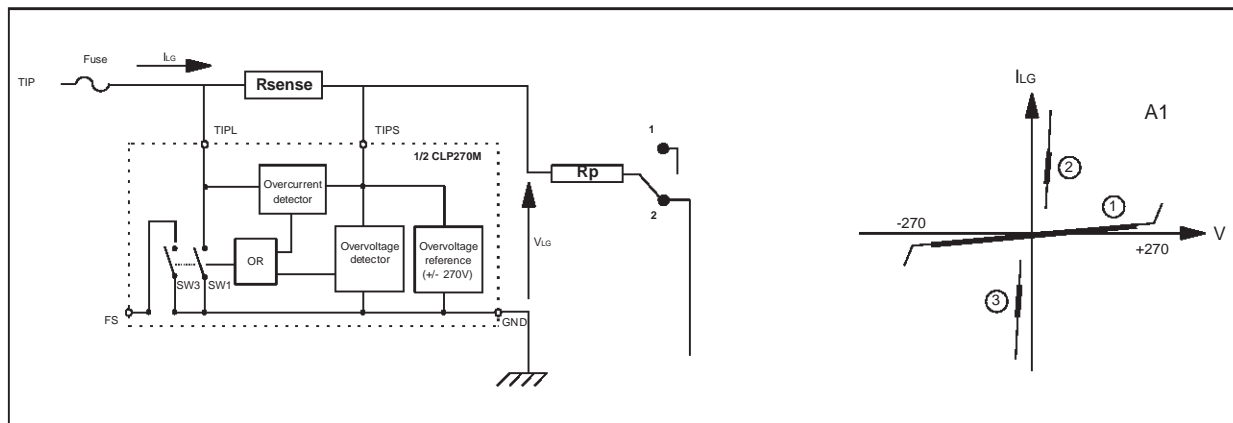 Fuse
ILG
TIP
Rsense
TIPL
TIPS
1/2 CLP270M
Overcurrent
detector
OR
Overvoltage
detector
Overvoltage
reference
(+/- 270V)
SW3
SW1
FS
GND
VLG
Rp
1
2
ILG
A1
2
1
-270
+270
V
3